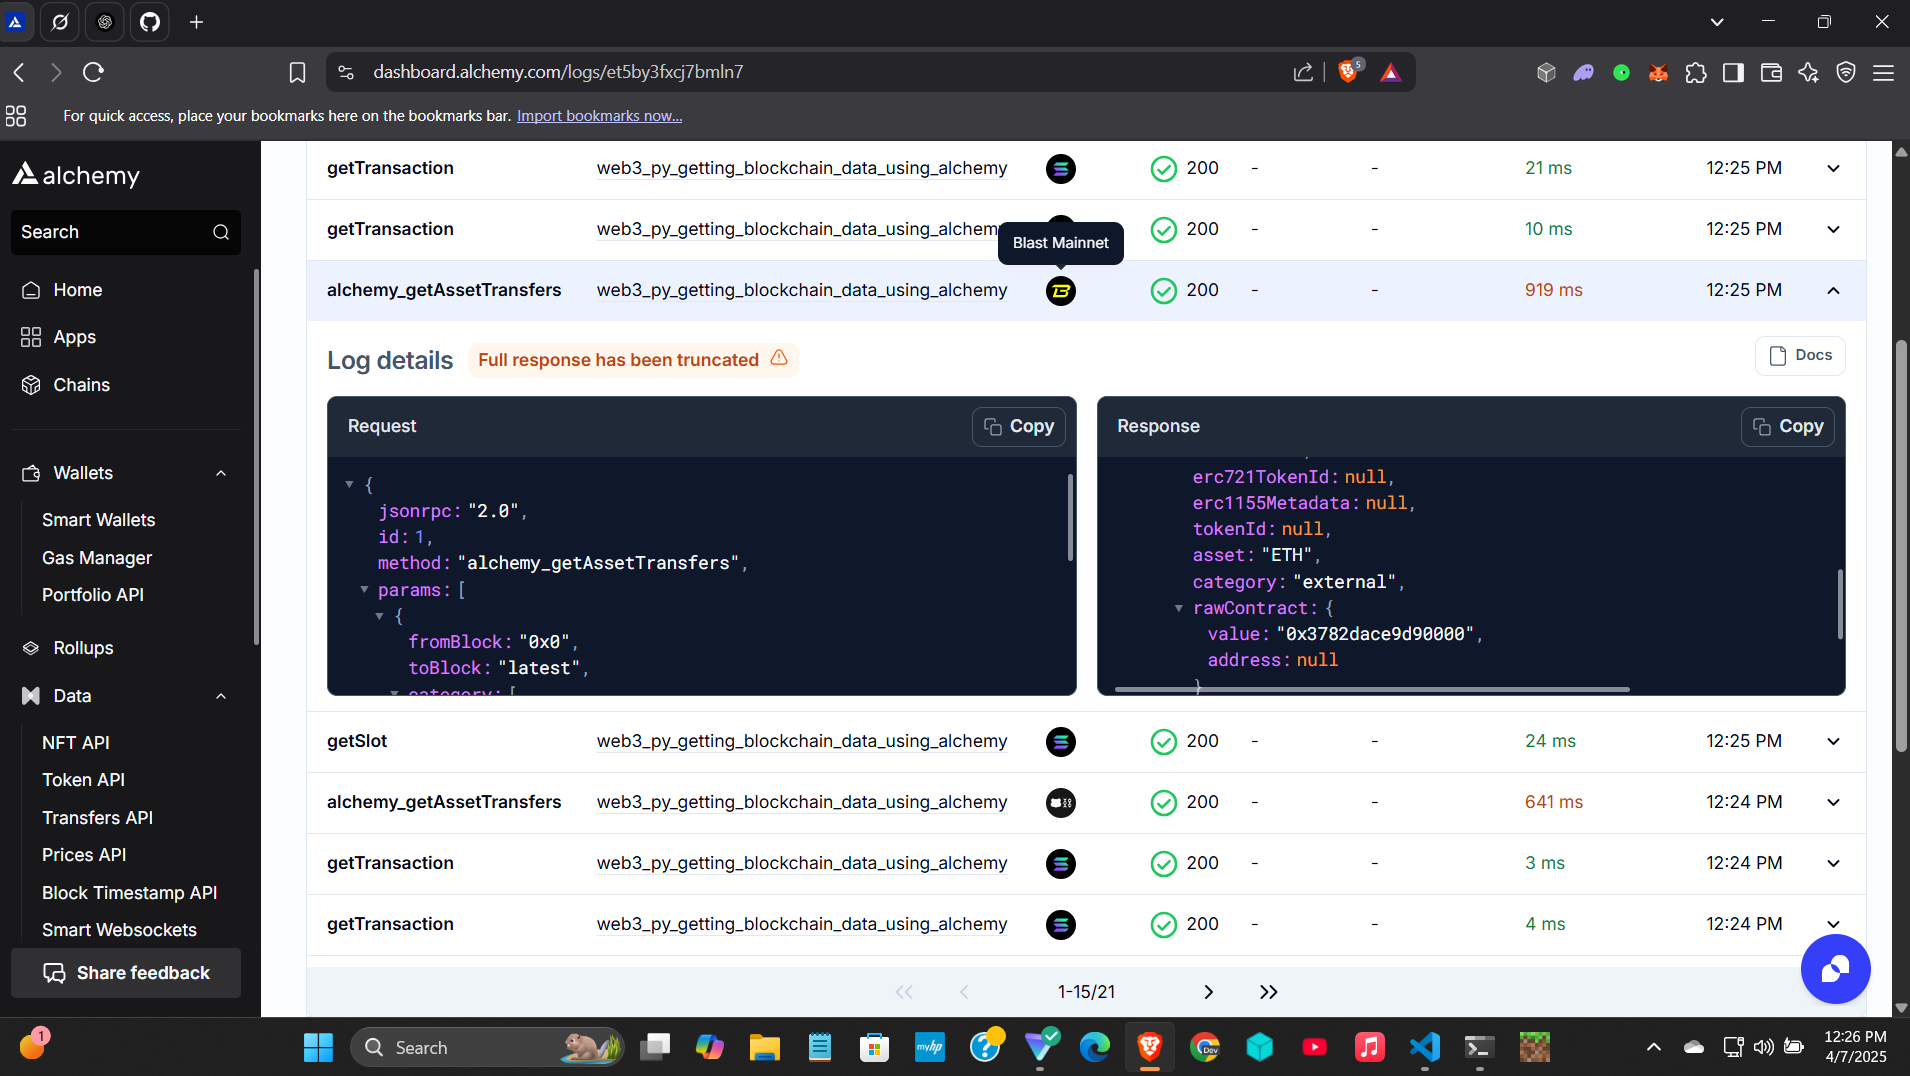 dashboard.alchemy.com/logs/et5by3fxcj7bmln7
5
For quick access, place your bookmarks here on the bookmarks bar. Import bookmarks now...
alchemy
Search
Home
Apps
Chains
Wallets
Smart Wallets
Gas Manager
Portfolio API
Rollups
Data
NFT API
Token API
Transfers API
Prices API
Block Timestamp API
Smart Websockets
Share feedback
getTransaction web3_py_getting_blockchain_data_using_alchemy 200 - - 21 ms 12:25 PM
getTransaction web3_py_getting_blockchain_data_using_alchemy 200 - - 10 ms 12:25 PM
Blast Mainnet
alchemy_getAssetTransfers web3_py_getting_blockchain_data_using_alchemy 200 - - 919 ms 12:25 PM
Log details Full response has been truncated Docs
Request Copy
{
jsonrpc: "2.0",
id: 1,
method: "alchemy_getAssetTransfers",
params: [
{
fromBlock: "0x0",
toBlock: "latest",
category: [
Response Copy
erc721TokenId: null,
erc1155Metadata: null,
tokenId: null,
asset: "ETH",
category: "external",
rawContract: {
value: "0x3782dace9d90000",
address: null
}
getSlot web3_py_getting_blockchain_data_using_alchemy 200 - - 24 ms 12:25 PM
alchemy_getAssetTransfers web3_py_getting_blockchain_data_using_alchemy 200 - - 641 ms 12:24 PM
getTransaction web3_py_getting_blockchain_data_using_alchemy 200 - - 3 ms 12:24 PM
getTransaction web3_py_getting_blockchain_data_using_alchemy 200 - - 4 ms 12:24 PM
1-15/21
1
Search
myhp
Dev
12:26 PM
4/7/2025